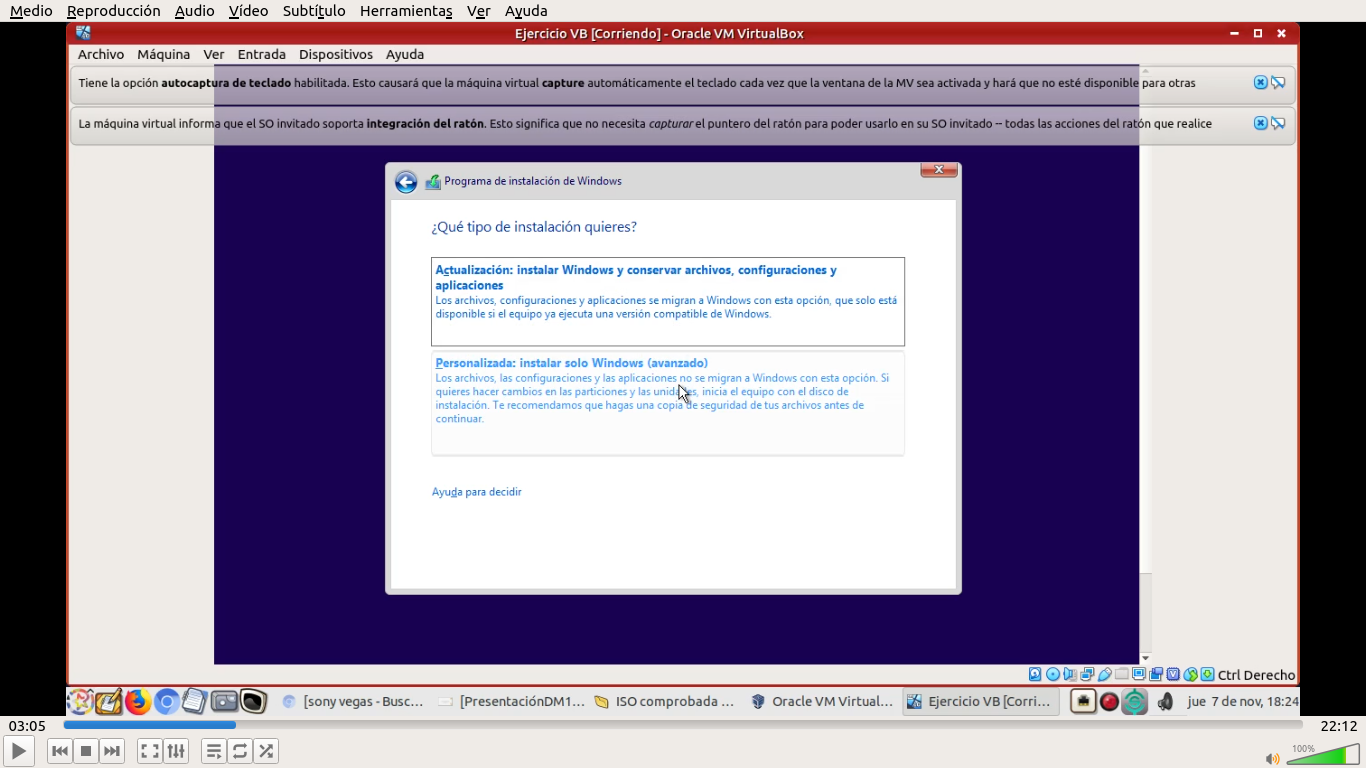 Medio Reproducción Audio Vídeo Subtítulo Herramientas Ver Ayuda
Ejercicio VB [Corriendo] - Oracle VM VirtualBox
Archivo Máquina Ver Entrada Dispositivos Ayuda
Tiene la opción autocaptura de teclado habilitada. Esto causará que la máquina virtual capture automáticamente el teclado cada vez que la ventana de la MV sea activada y hará que no esté disponible para otras
La máquina virtual informa que el SO invitado soporta integración del ratón. Esto significa que no necesita capturar el puntero del ratón para poder usarlo en su SO invitado -- todas las acciones del ratón que realice
Programa de instalación de Windows
¿Qué tipo de instalación quieres?
Actualización: instalar Windows y conservar archivos, configuraciones y
aplicaciones
Los archivos, configuraciones y aplicaciones se migran a Windows con esta opción, que solo está
disponible si el equipo ya ejecuta una versión compatible de Windows.
Personalizada: instalar solo Windows (avanzado)
Los archivos, las configuraciones y las aplicaciones no se migran a Windows con esta opción. Si
quieres hacer cambios en las particiones y las unidades, inicia el equipo con el disco de
instalación. Te recomendamos que hagas una copia de seguridad de tus archivos antes de
continuar.
Ayuda para decidir
Ctrl Derecho
[sony vegas - Busc... [PresentaciónDM1... ISO comprobada ... Oracle VM Virtual... Ejercicio VB [Corri... jue 7 de nov, 18:24
03:05 22:12
100%